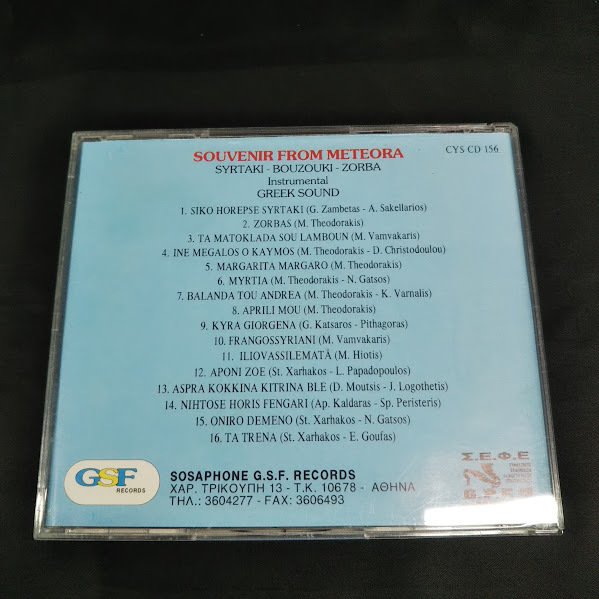 SOUVENIR FROM METEORA
CYS CD 156
SYRTAKI - BOUZOUKI - ZORBA
Instrumental
GREEK SOUND
1. SIKO HOREPSE SYRTAKI (G. Zambetas - A. Sakellarios)
2. ZORBAS (M. Theodorakis)
3. TA MATOKLADA SOU LAMBOUN (M. Vamvakaris)
4. INE MEGALOS O KAYMOS (M. Theodorakis - D. Christodoulou)
5. MARGARITA MARGARO (M. Theodorakis)
6. MYRTIA (M. Theodorakis - N. Gatsos)
7. BALANDA TOU ANDREA (M. Theodorakis - K. Varnalis)
8. APRILI MOU (M. Theodorakis)
9. KYRA GIORGENA (G. Katsaros - Pithagoras)
10. FRANGOSSYRIANI (M. Vamvakaris)
11. ILIOVASSILEMATA (M. Hiotis)
12. APONI ZOE (St. Xarhakos - L. Papadopoulos)
13. ASPRA KOKKINA KITRINA BLE (D. Moutsis - J. Logothetis)
14. NIHTOSE HORIS FENGARI (Ap. Kaldaras - Sp. Peristeris)
15. ONIRO DEMENO (St. Xarhakos - N. Gatsos)
16. TA TRENA (St. Xarhakos - E. Goufas)
GSF
RECORDS
SOSAPHONE G.S.F. RECORDS
ΧΑΡ. ΤΡΙΚΟΥΠΗ 13 - Τ.Κ. 10678 - ΑΘΗΝΑ
ΤΗΛ.: 3604277 - FAX: 3606493
Σ.Ε.Φ.Ε